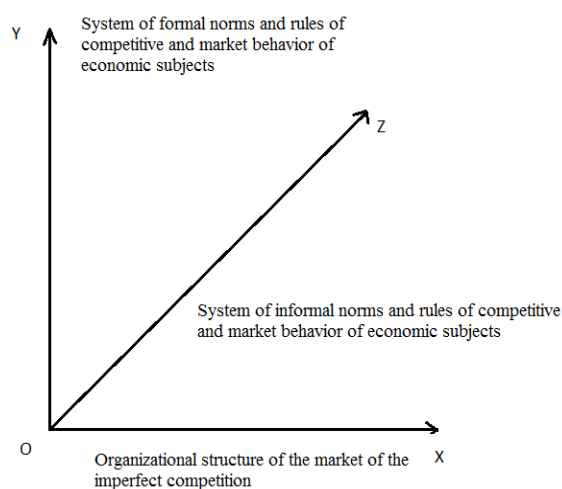 Y
System of formal norms and rules of
competitive and market behavior of
economic subjects
Z
System of informal norms and rules of competitive
and market behavior of economic subjects
O
X
Organizational structure of the market of the
imperfect competition